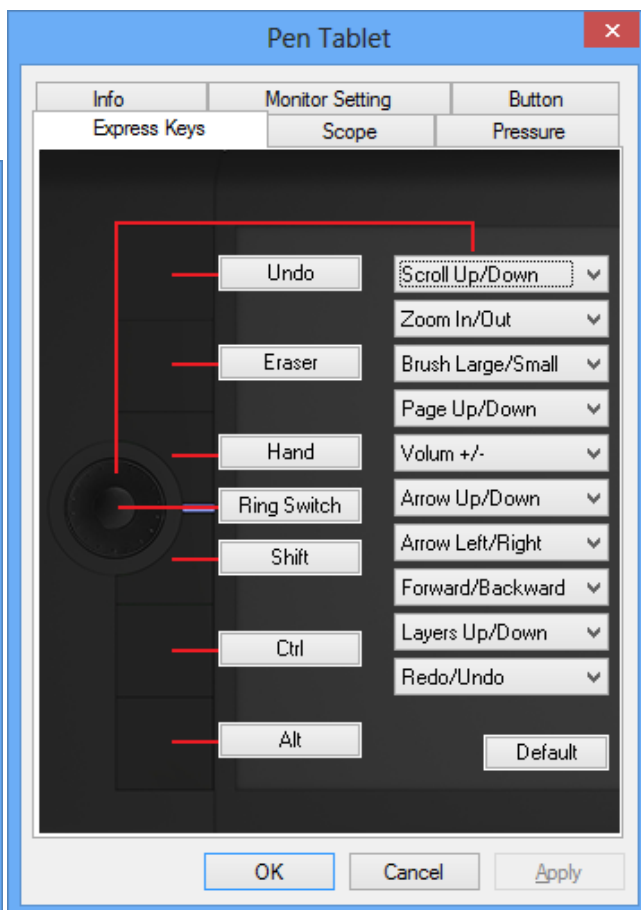 Pen Tablet
Info Monitor Setting Button
Express Keys Scope Pressure
Undo Scroll Up/Down
Zoom In/Out
Eraser Brush Large/Small
Page Up/Down
Hand Volum +/-
Ring Switch Arrow Up/Down
Shift Arrow Left/Right
Forward/Backward
Ctrl Layers Up/Down
Redo/Undo
Alt Default
OK Cancel Apply